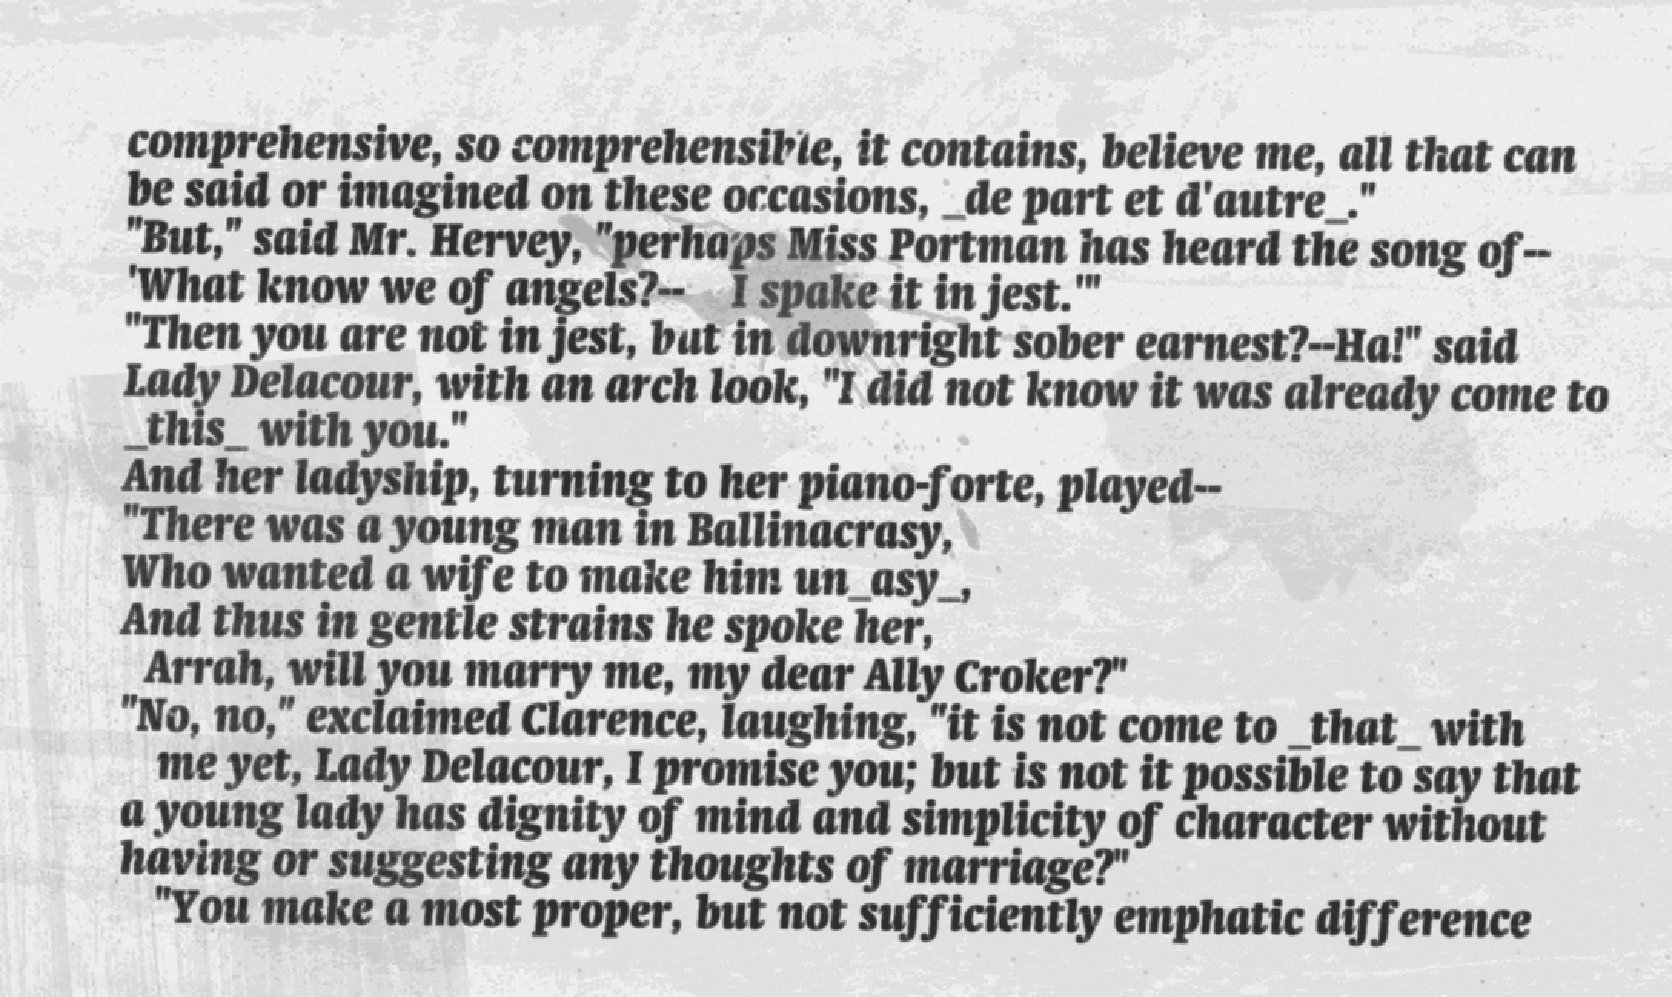 comprehensive, so comprehensible, it contains, believe me, all that can
be said or imagined on these occasions, _de part et d'autre_."
"But," said Mr. Hervey, "perhaps Miss Portman has heard the song of--
'What know we of angels?-- I spake it in jest.'"
"Then you are not in jest, but in downright sober earnest?--Ha!" said
Lady Delacour, with an arch look, "I did not know it was already come to
_this_ with you."
And her ladyship, turning to her piano-forte, played--
"There was a young man in Ballinacrasy,
Who wanted a wife to make him un_asy_,
And thus in gentle strains he spoke her,
Arrah, will you marry me, my dear Ally Croker?"
"No, no," exclaimed Clarence, laughing, "it is not come to _that_ with
me yet, Lady Delacour, I promise you; but is not it possible to say that
a young lady has dignity of mind and simplicity of character without
having or suggesting any thoughts of marriage?"
"You make a most proper, but not sufficiently emphatic difference